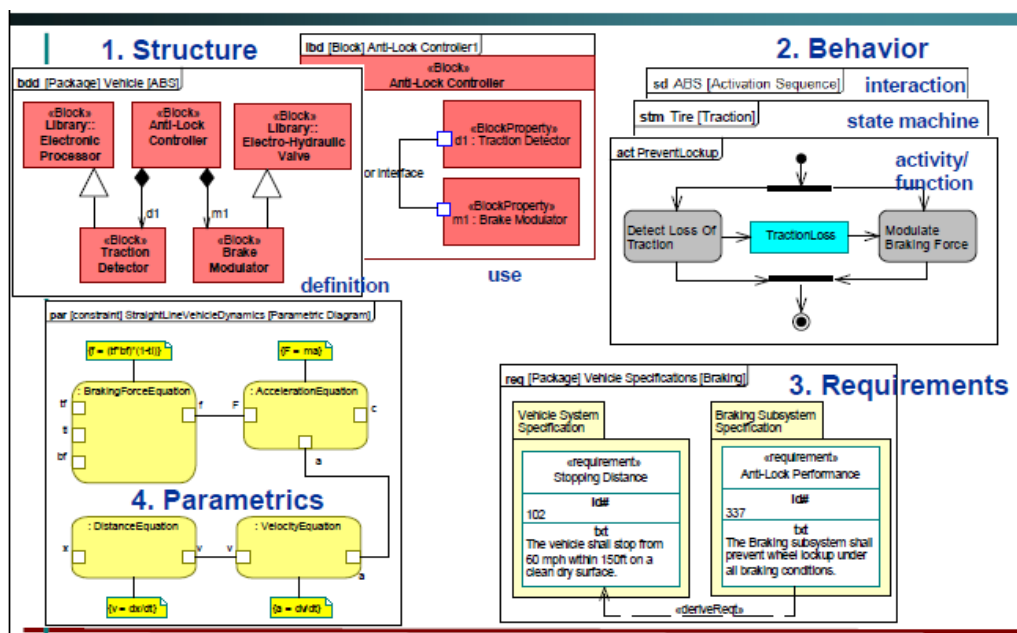 1. Structure
bdd [Package] Vehicle [ABS]
«Block»
Library::
Electronic
Processor
«Block»
Anti-Lock
Controller
«Block»
Library::
Electro-Hydraulic
Valve
d1
m1
«Block»
Traction
Detector
«Block»
Brake
Modulator
definition
ibd [Block] Anti-Lock Controller1
«Block»
Anti-Lock Controller
«BlockProperty»
d1 : Traction Detector
or Interface
«BlockProperty»
m1 : Brake Modulator
use
2. Behavior
sd ABS [Activation Sequence]
interaction
stm Tire [Traction]
state machine
act PreventLockup
activity/
function
Detect Loss Of
Traction
TractionLoss
Modulate
Braking Force
par [constraint] StraightLineVehicleDynamics [Parametric Diagram]
{f = (tf*bf)*(1-tl)}
{F = ma}
: BrakingForceEquation
tf
tl
bf
f
F
: AccelerationEquation
c
a
4. Parametrics
: DistanceEquation
x
v
v
: VelocityEquation
a
{v = dx/dt}
{a = dv/dt}
req [Package] Vehicle Specifications [Braking]
3. Requirements
Vehicle System
Specification
«requirement»
Stopping Distance
Id#
102
txt
The vehicle shall stop from
60 mph within 150ft on a
clean dry surface.
Braking Subsystem
Specification
«requirement»
Anti-Lock Performance
Id#
337
txt
The Braking subsystem shall
prevent wheel lockup under
all braking conditions.
«deriveReqt»